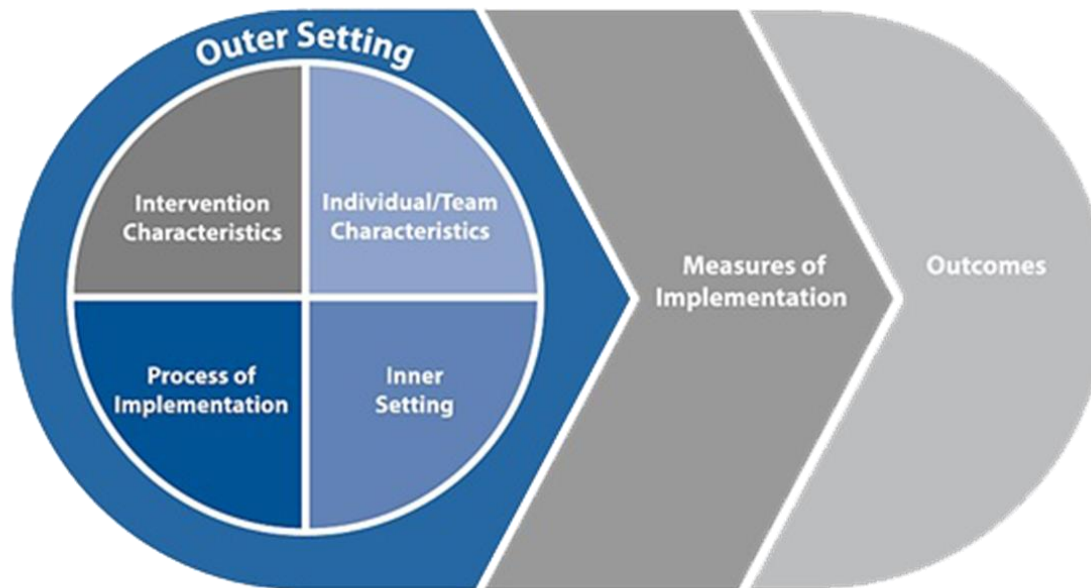 Outer Setting
Intervention
Characteristics
Individual/Team
Characteristics
Process of
Implementation
Inner
Setting
Measures of
Implementation
Outcomes